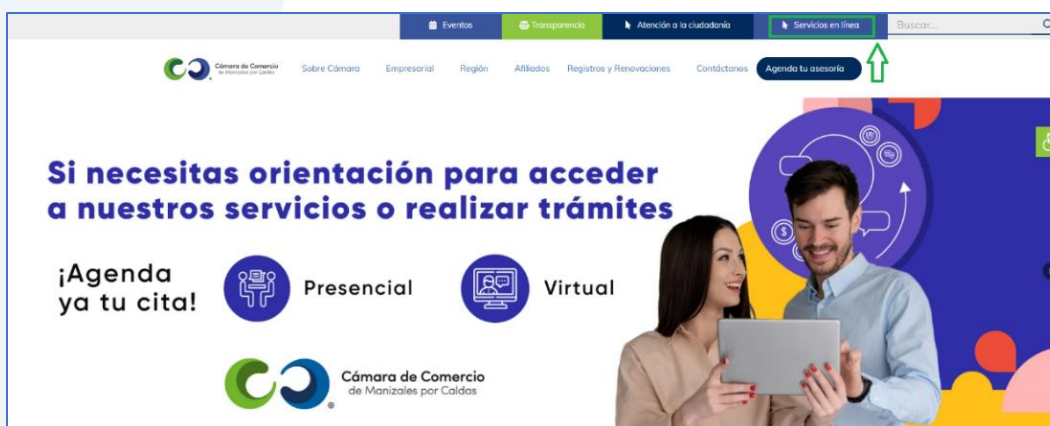 Eventos
Transparencia
Atención a la ciudadanía
Servicios en línea
Buscar...
Cámara de Comercio
de Manizales por Caldas
Sobre Cámara
Empresarial
Región
Afiliados
Registros y Renovaciones
Contáctanos
Agenda tu asesoría
Si necesitas orientación para acceder
a nuestros servicios o realizar trámites
¡Agenda
ya tu cita!
Presencial
Virtual
Cámara de Comercio
de Manizales por Caldas